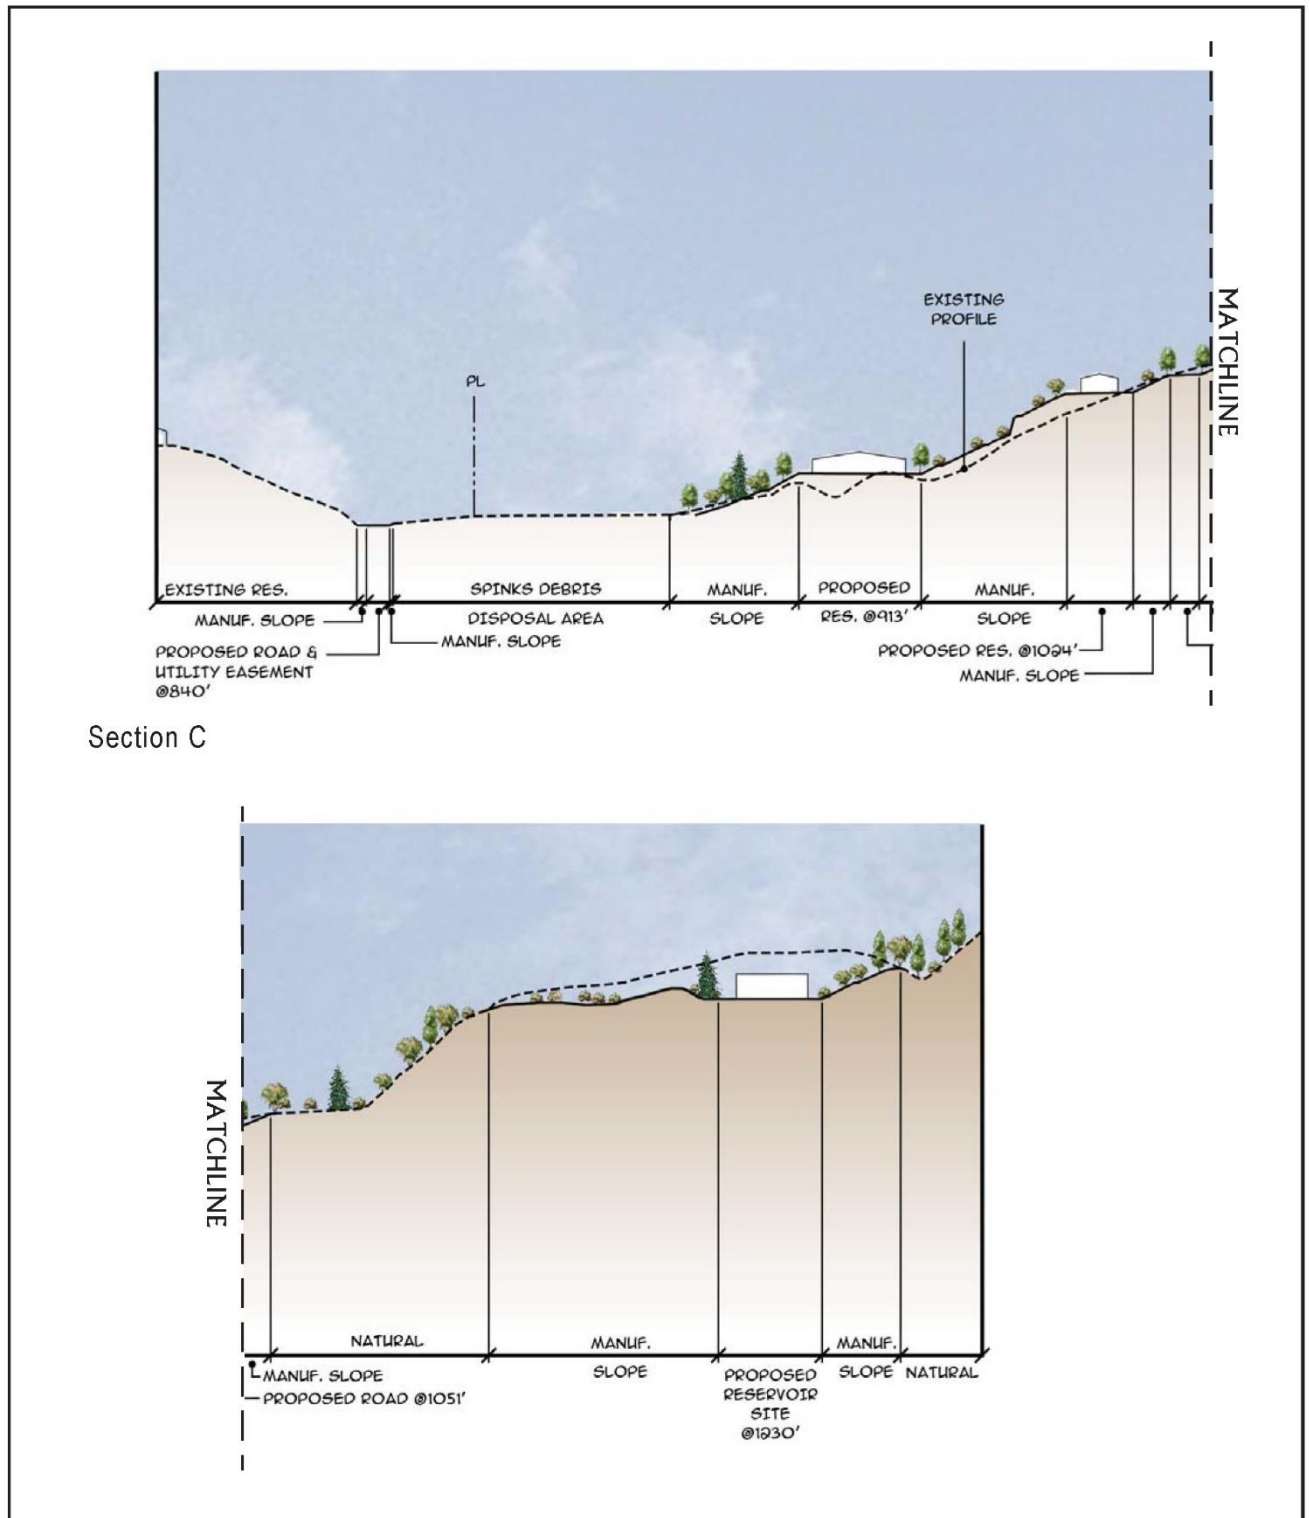 EXISTING
PROFILE
PL
MATCHLINE
EXISTING RES.
SPINKS DEBRIS
DISPOSAL AREA
MANUF.
SLOPE
PROPOSED
RES. @913'
MANUF.
SLOPE
MANUF. SLOPE
MANUF. SLOPE
PROPOSED ROAD &
UTILITY EASEMENT
@840'
PROPOSED RES. @1024'
MANUF. SLOPE
Section C
MATCHLINE
NATURAL
MANUF.
SLOPE
MANUF.
SLOPE
NATURAL
MANUF. SLOPE
PROPOSED ROAD @1051'
PROPOSED
RESERVOIR
SITE
@1230'